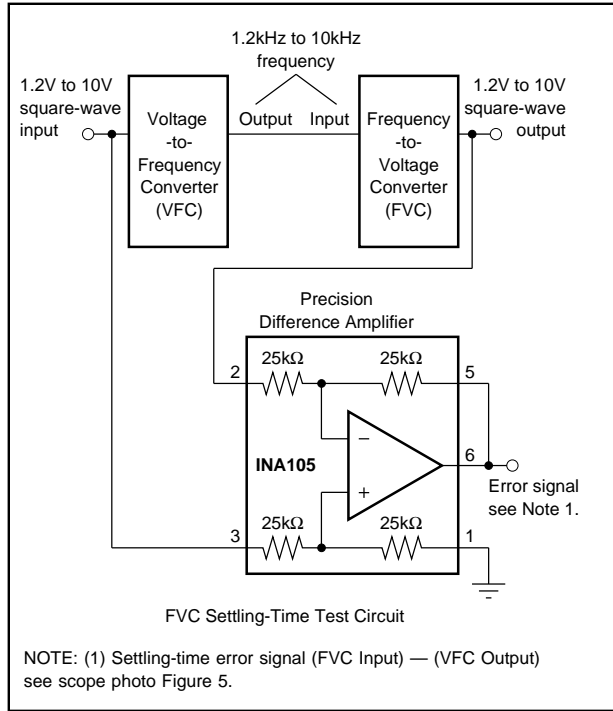 1.2kHz to 10kHz
frequency
1.2V to 10V
square-wave
input
Voltage
-to-
Frequency
Converter
(VFC)
Output
Input
Frequency
-to-
Voltage
Converter
(FVC)
1.2V to 10V
square-wave
output
Precision
Difference Amplifier
2
25kΩ
25kΩ
5
–
INA105
+
6
Error signal
see Note 1.
3
25kΩ
25kΩ
1
FVC Settling-Time Test Circuit
NOTE: (1) Settling-time error signal (FVC Input) — (VFC Output)
see scope photo Figure 5.